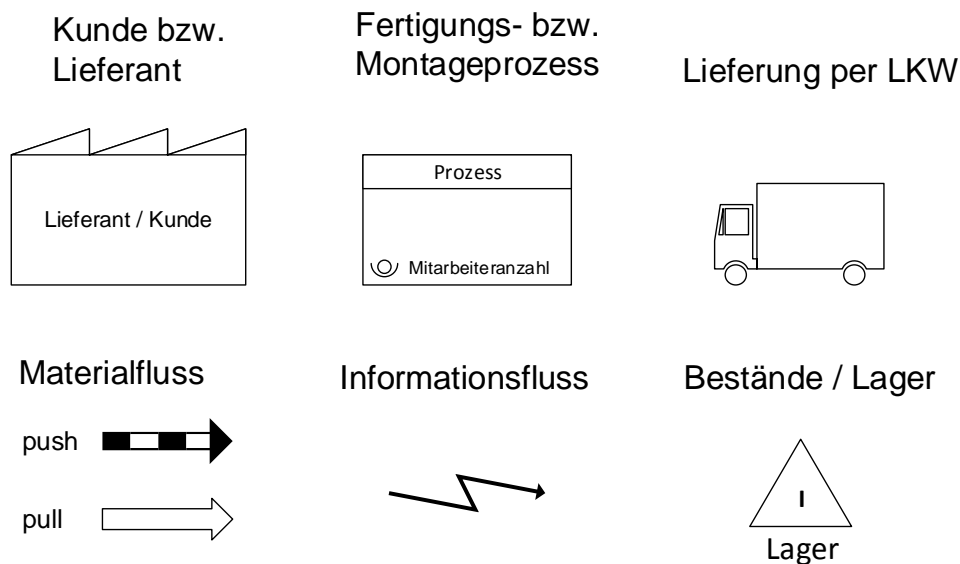 Kunde bzw.
Lieferant
Fertigungs- bzw.
Montageprozess
Lieferung per LKW
Lieferant / Kunde
Prozess
Mitarbeiteranzahl
Materialfluss
Informationsfluss
Bestände / Lager
push
pull
I
Lager